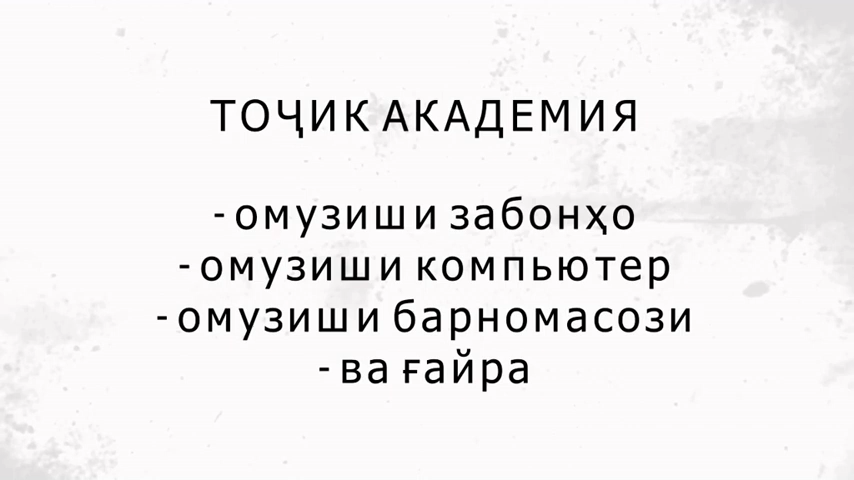 ТОҶИК АКАДЕМИЯ
-омузиши забонҳо
-омузиши компьютер
-омузиши барномасози
-ва ғайра